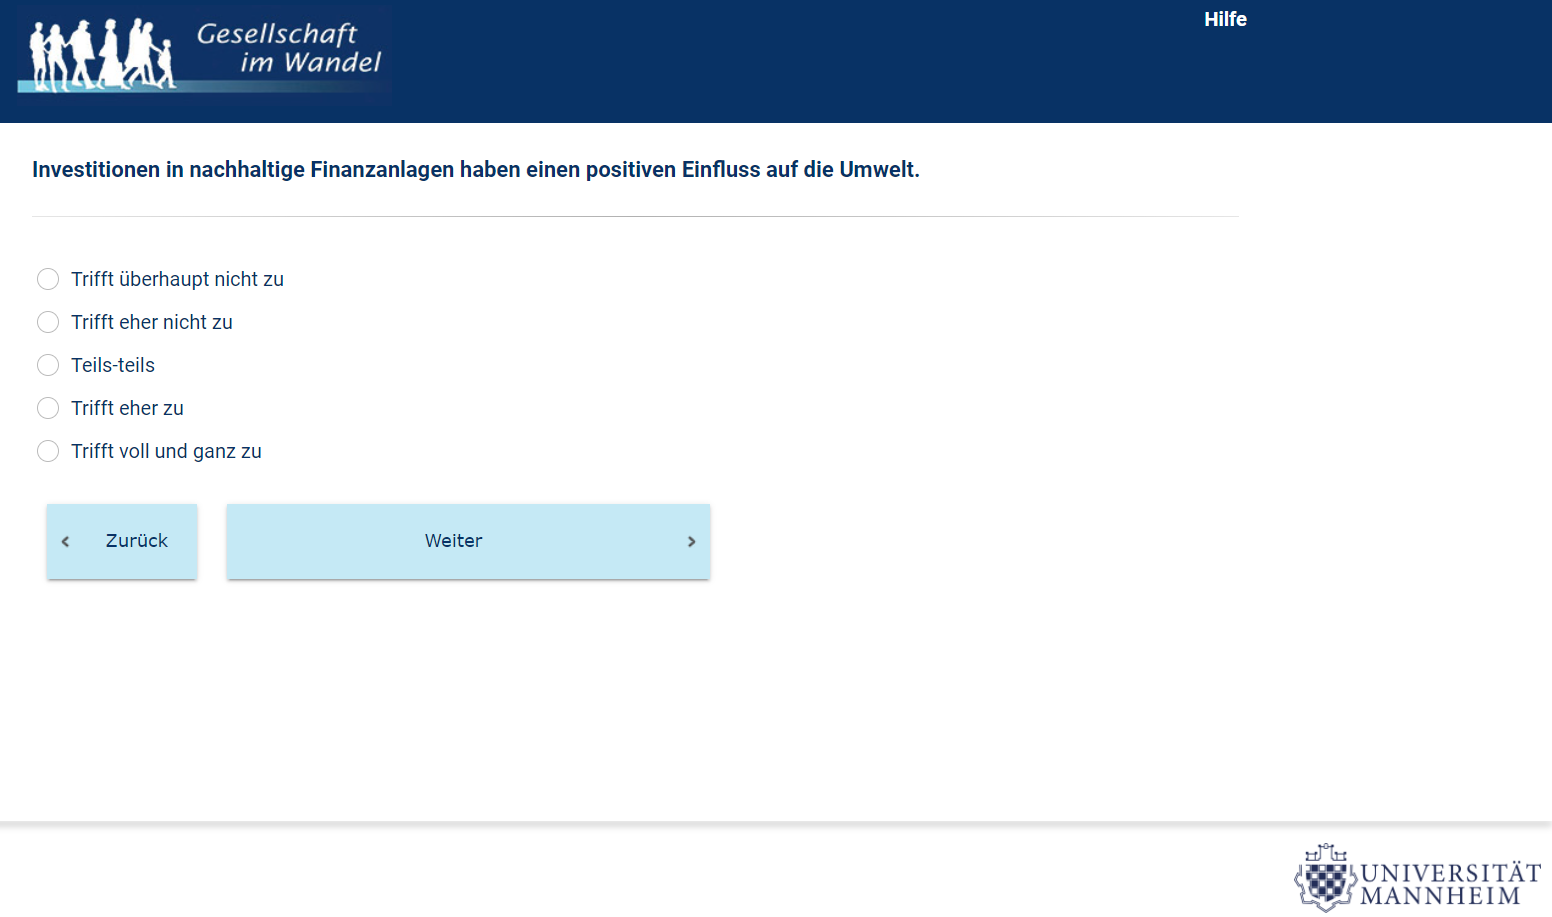 Gesellschaft
im Wandel
Hilfe
Investitionen in nachhaltige Finanzanlagen haben einen positiven Einfluss auf die Umwelt.
Trifft überhaupt nicht zu
Trifft eher nicht zu
Teils-teils
Trifft eher zu
Trifft voll und ganz zu
Zurück
Weiter
UNIVERSITÄT
MANNHEIM